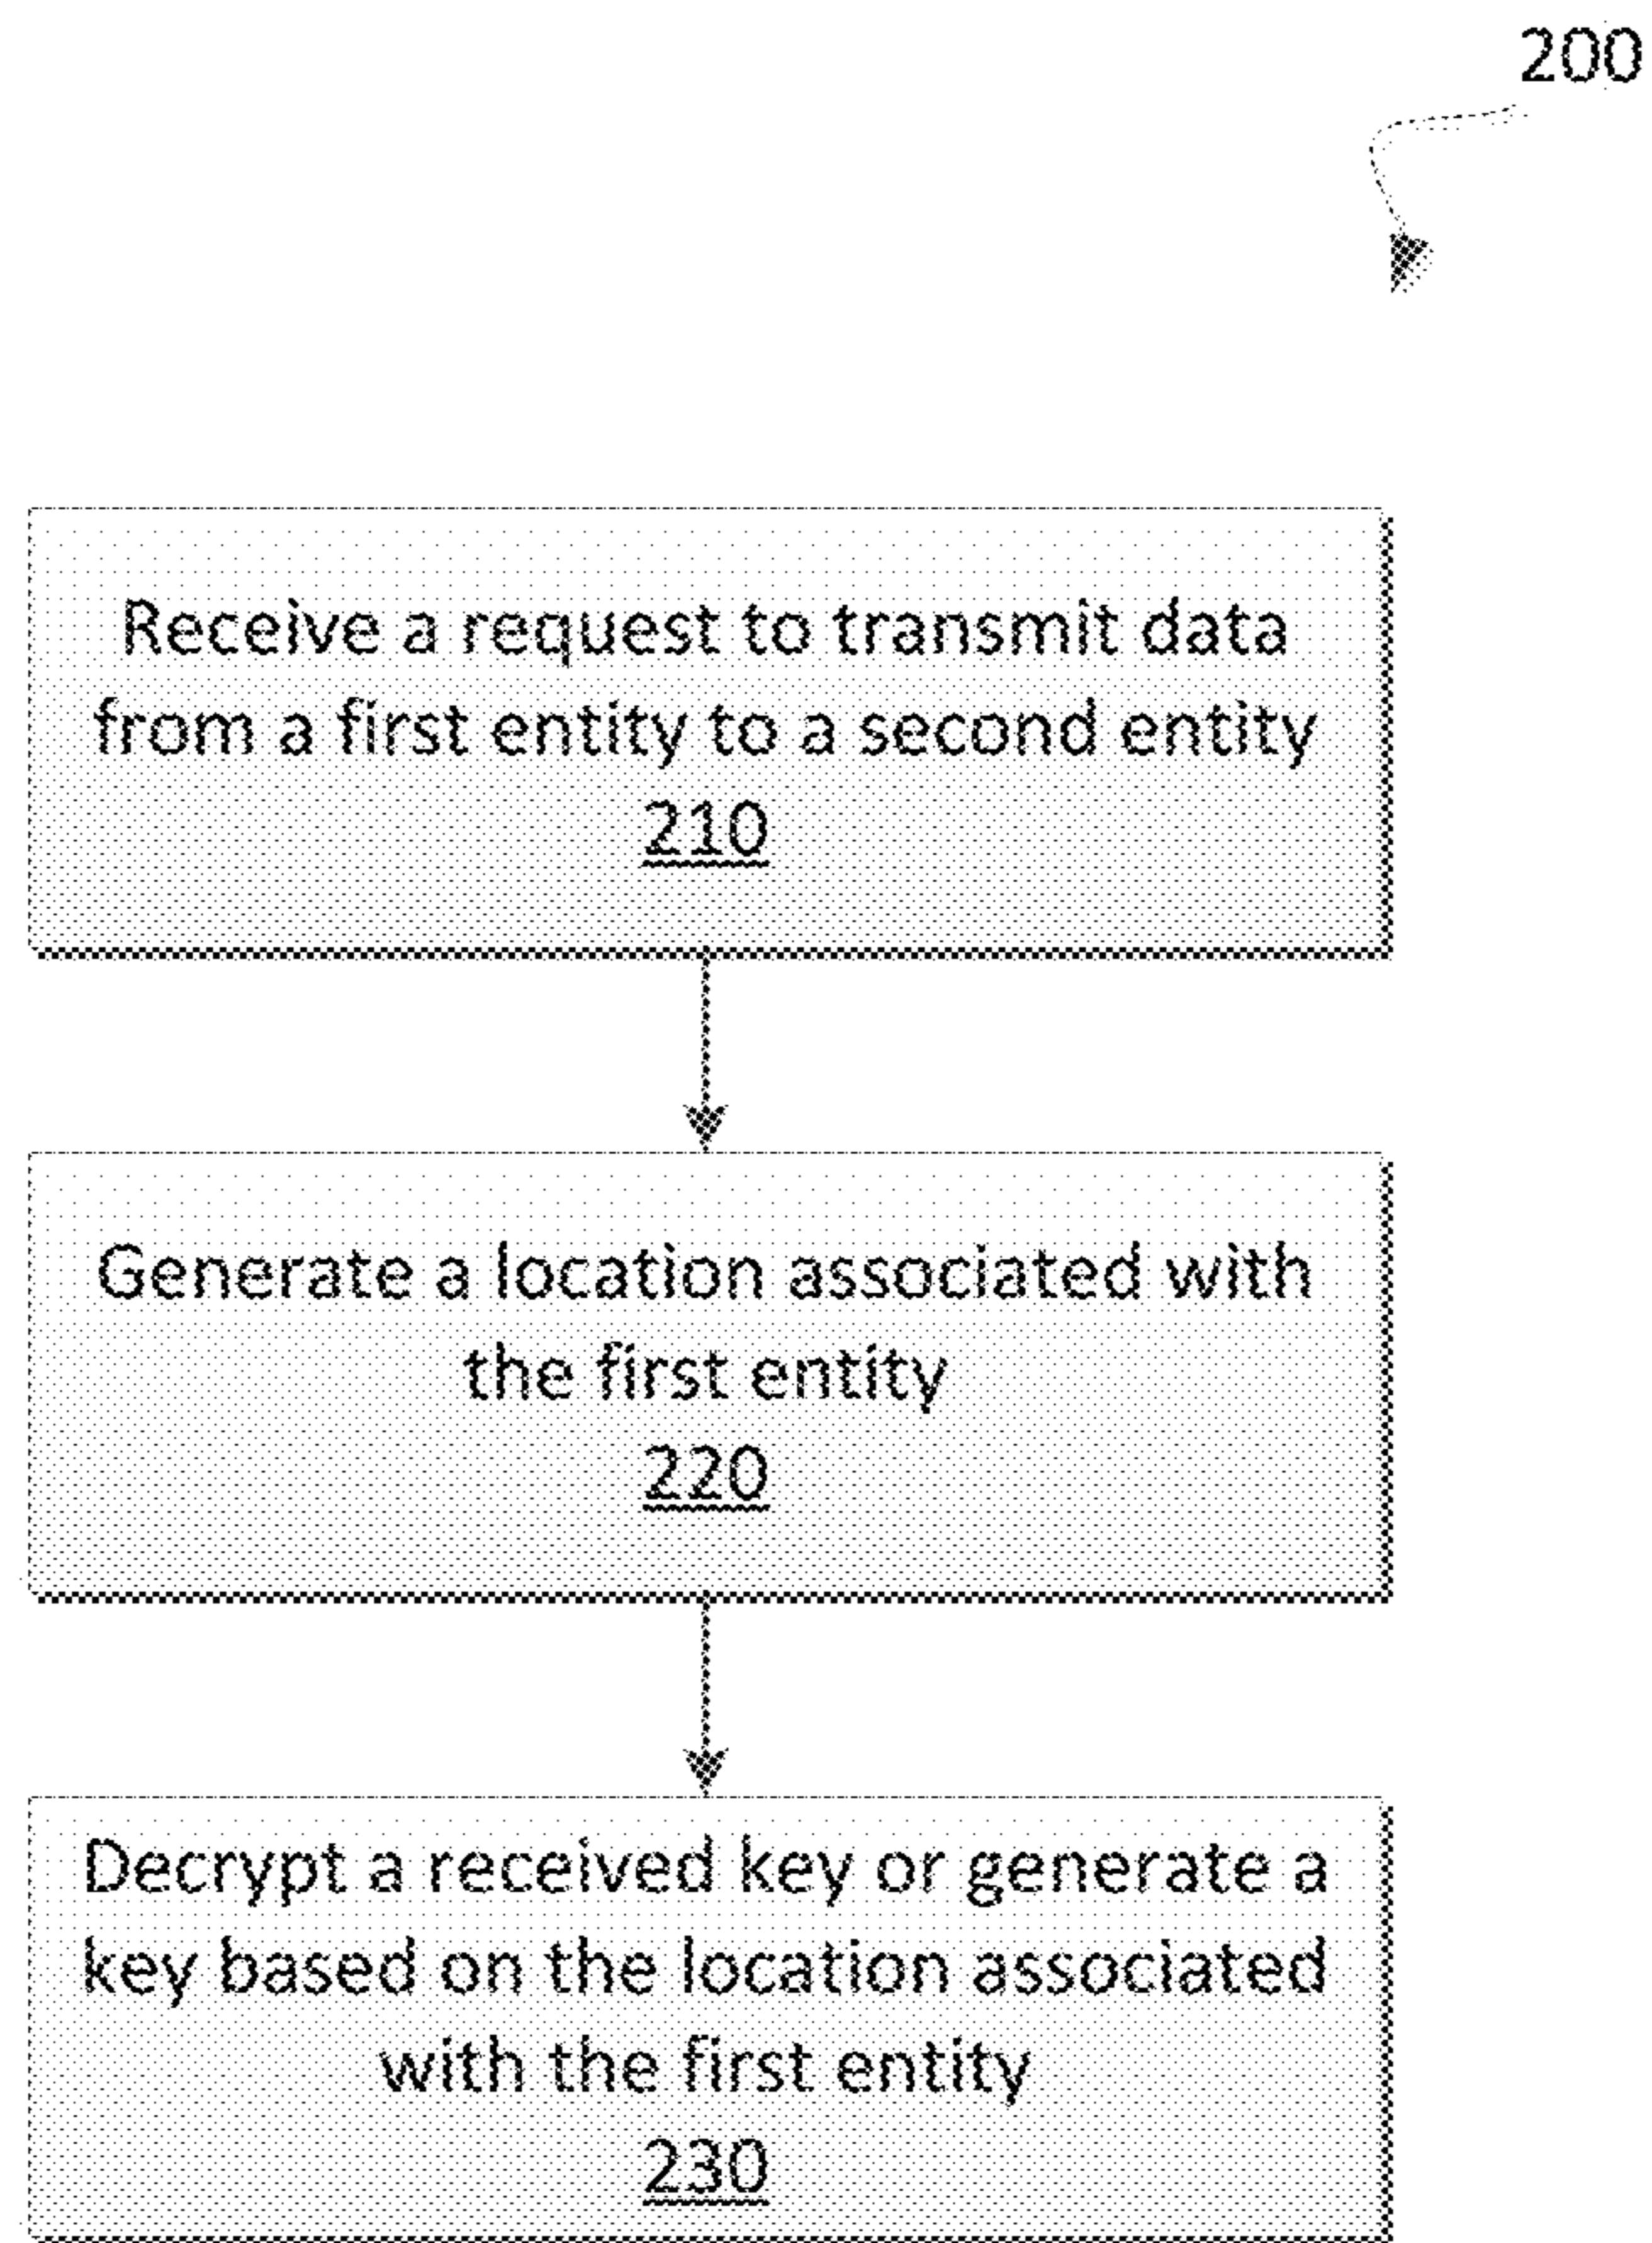 200
Receive a request to transmit data
from a first entity to a second entity
210
Generate a location associated with
the first entity
220
Decrypt a received key or generate a
key based on the location associated
with the first entity
230